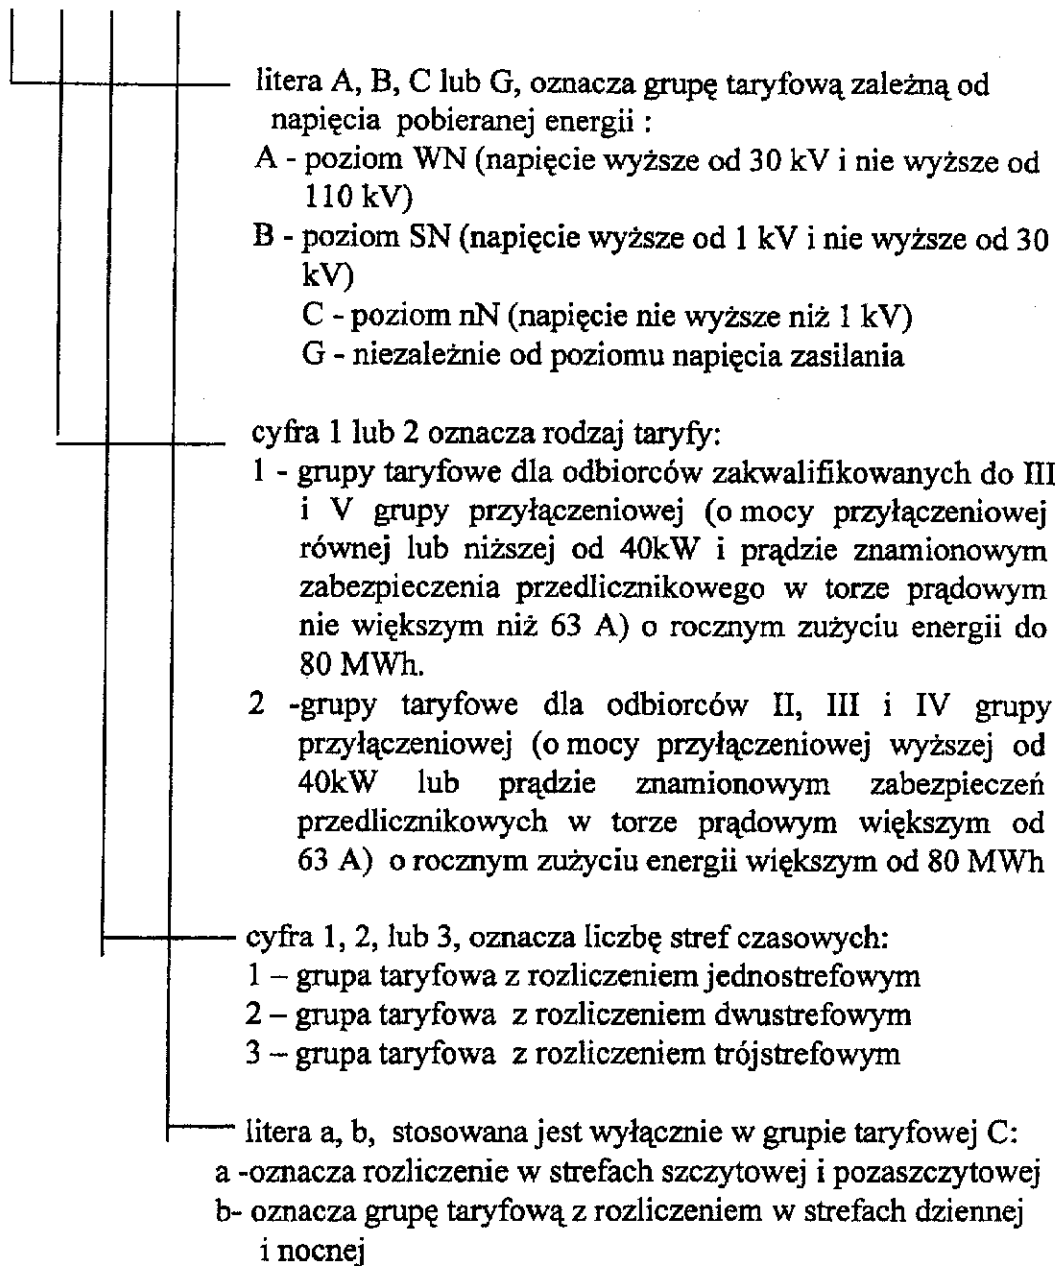 litera A, B, C lub G, oznacza grupę taryfową zależną od
napięcia pobieranej energii :
A - poziom WN (napięcie wyższe od 30 kV i nie wyższe od
110 kV)
B - poziom SN (napięcie wyższe od 1 kV i nie wyższe od 30
kV)
C - poziom nN (napięcie nie wyższe niż 1 kV)
G - niezależnie od poziomu napięcia zasilania
cyfra 1 lub 2 oznacza rodzaj taryfy:
1 - grupy taryfowe dla odbiorców zakwalifikowanych do III
i V grupy przyłączeniowej (o mocy przyłączeniowej
równej lub niższej od 40kW i prądzie znamionowym
zabezpieczenia przedlicznikowego w torze prądowym
nie większym niż 63 A) o rocznym zużyciu energii do
80 MWh.
2 -grupy taryfowe dla odbiorców II, III i IV grupy
przyłączeniowej (o mocy przyłączeniowej wyższej od
40kW lub prądzie znamionowym zabezpieczeń
przedlicznikowych w torze prądowym większym od
63 A) o rocznym zużyciu energii większym od 80 MWh
cyfra 1, 2, lub 3, oznacza liczbę stref czasowych:
1 – grupa taryfowa z rozliczeniem jednostrefowym
2 – grupa taryfowa z rozliczeniem dwustrefowym
3 – grupa taryfowa z rozliczeniem trójstrefowym
litera a, b, stosowana jest wyłącznie w grupie taryfowej C:
a -oznacza rozliczenie w strefach szczytowej i pozaszczytowej
b- oznacza grupę taryfową z rozliczeniem w strefach dziennej
i nocnej